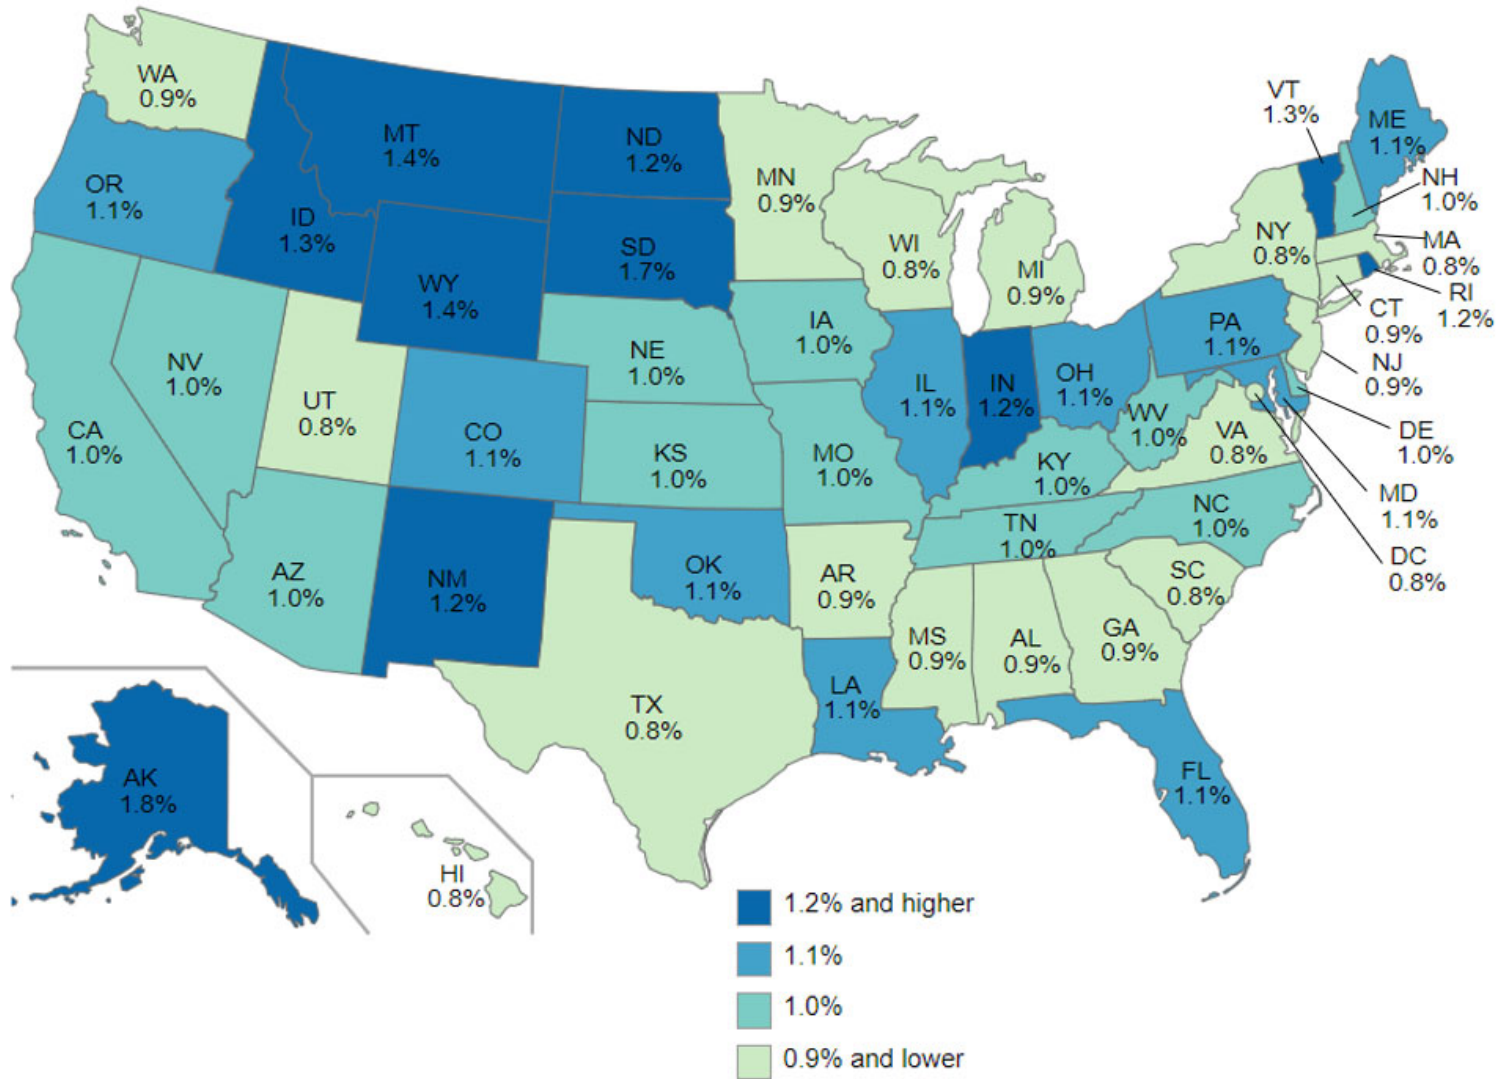 WA
0.9%
OR
1.1%
CA
1.0%
NV
1.0%
ID
1.3%
MT
1.4%
WY
1.4%
UT
0.8%
AZ
1.0%
CO
1.1%
NM
1.2%
ND
1.2%
SD
1.7%
NE
1.0%
KS
1.0%
OK
1.1%
TX
0.8%
MN
0.9%
IA
1.0%
MO
1.0%
AR
0.9%
LA
1.1%
WI
0.8%
IL
1.1%
MI
0.9%
IN
1.2%
OH
1.1%
KY
1.0%
TN
1.0%
MS
0.9%
AL
0.9%
GA
0.9%
FL
1.1%
SC
0.8%
NC
1.0%
VA
0.8%
WV
1.0%
PA
1.1%
NY
0.8%
VT
1.3%
ME
1.1%
NH
1.0%
MA
0.8%
RI
1.2%
CT
0.9%
NJ
0.9%
DE
1.0%
MD
1.1%
DC
0.8%
AK
1.8%
HI
0.8%
1.2% and higher
1.1%
1.0%
0.9% and lower